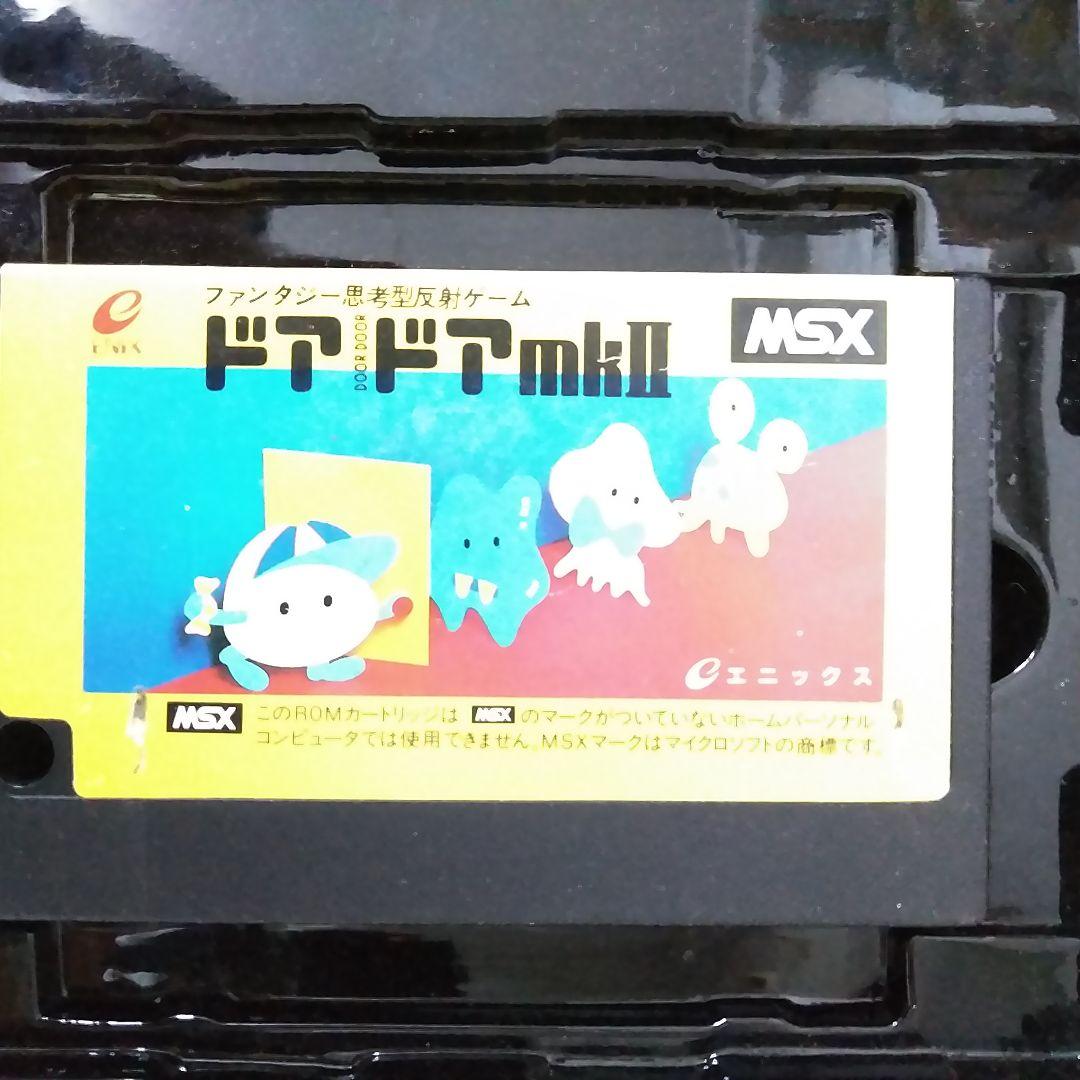 ファンタジー思考型反射ゲーム
ドア DOOR DOOR ドア mkII
MSX
eエニックス
MSX このROMカートリッジは MSX のマークがついていないホームパーソナル
コンピュータでは使用できません。MSXマークはマイクロソフトの商標です。